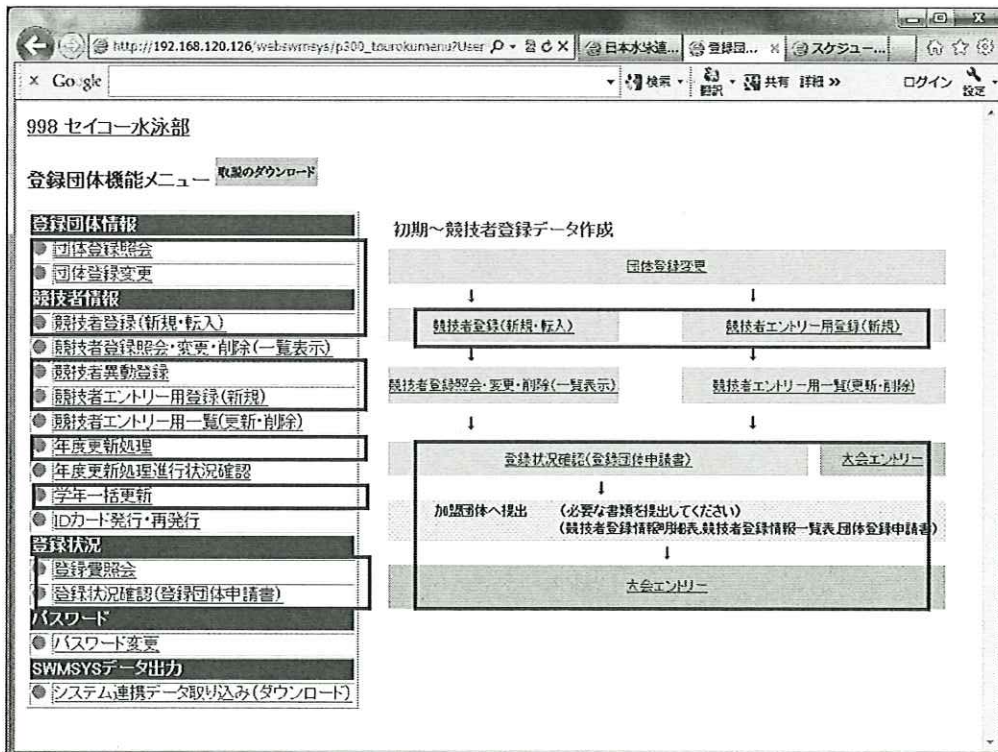 http://192.168.120.126/webswmsys/p300_tourokumenu?User
日本水泳連...
登録団...
スケジュー...
Google
検索
翻訳
共有
詳細 »
ログイン
設定
998 セイコー水泳部
登録団体機能メニュー
取説のダウンロード
登録団体情報
団体登録照会
団体登録変更
競技者情報
競技者登録(新規・転入)
競技者登録照会・変更・削除(一覧表示)
競技者異動登録
競技者エントリー用登録(新規)
競技者エントリー用一覧(更新・削除)
年度更新処理
年度更新処理進行状況確認
学年一括更新
IDカード発行・再発行
登録状況
登録費照会
登録状況確認(登録団体申請書)
パスワード
パスワード変更
SWMSYSデータ出力
システム連携データ取り込み(ダウンロード)
初期～競技者登録データ作成
団体登録変更
↓ ↓
競技者登録(新規・転入) 競技者エントリー用登録(新規)
↓ ↓
競技者登録照会・変更・削除(一覧表示) 競技者エントリー用一覧(更新・削除)
↓ ↓
登録状況確認(登録団体申請書) 大会エントリー
↓
加盟団体へ提出 (必要な書類を提出してください)
(競技者登録情報明細表,競技者登録情報一覧表,団体登録申請書)
↓
大会エントリー